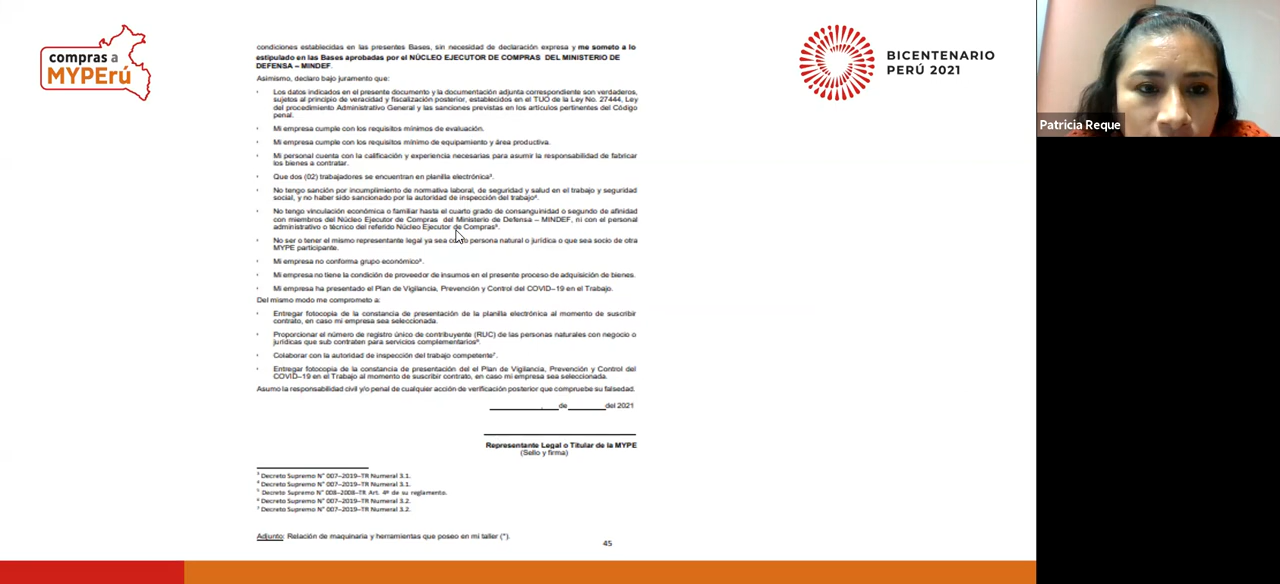 compras a
MYPErú
BICENTENARIO
PERÚ 2021
Patricia Reque
condiciones establecidas en las presentes Bases, sin necesidad de declaración expresa y me someto a lo
estipulado en las Bases aprobadas por el NÚCLEO EJECUTOR DE COMPRAS DEL MINISTERIO DE
DEFENSA – MINDEF.
Asimismo, declaro bajo juramento que:
Los datos indicados en el presente documento y la documentación adjunta correspondiente son verdaderos,
sujetos al principio de veracidad y fiscalización posterior, establecidos en el TUO de la Ley No. 27444, Ley
del procedimiento Administrativo General y las sanciones previstas en los artículos pertinentes del Código
penal.
Mi empresa cumple con los requisitos mínimos de evaluación.
Mi empresa cumple con los requisitos mínimo de equipamiento y área productiva.
Mi personal cuenta con la calificación y experiencia necesarias para asumir la responsabilidad de fabricar
los bienes a contratar.
Que dos (02) trabajadores se encuentran en planilla electrónica³.
No tengo sanción por incumplimiento de normativa laboral, de seguridad y salud en el trabajo y seguridad
social, y no haber sido sancionado por la autoridad de inspección del trabajo⁴.
No tengo vinculación económica o familiar hasta el cuarto grado de consanguinidad o segundo de afinidad
con miembros del Núcleo Ejecutor de Compras del Ministerio de Defensa – MINDEF, ni con el personal
administrativo o técnico del referido Núcleo Ejecutor de Compras⁵.
No ser o tener el mismo representante legal ya sea como persona natural o jurídica o que sea socio de otra
MYPE participante.
Mi empresa no conforma grupo económico⁶.
Mi empresa no tiene la condición de proveedor de insumos en el presente proceso de adquisición de bienes.
Mi empresa ha presentado el Plan de Vigilancia, Prevención y Control del COVID–19 en el Trabajo.
Del mismo modo me comprometo a:
Entregar fotocopia de la constancia de presentación de la planilla electrónica al momento de suscribir
contrato, en caso mi empresa sea seleccionada.
Proporcionar el número de registro único de contribuyente (RUC) de las personas naturales con negocio o
jurídicas que sub contraten para servicios complementarios⁹.
Colaborar con la autoridad de inspección del trabajo competente⁷.
Entregar fotocopia de la constancia de presentación del el Plan de Vigilancia, Prevención y Control del
COVID–19 en el Trabajo al momento de suscribir contrato, en caso mi empresa sea seleccionada.
Asumo la responsabilidad civil y/o penal de cualquier acción de verificación posterior que compruebe su falsedad.
____________,___de________del 2021
Representante Legal o Titular de la MYPE
(Sello y firma)
³ Decreto Supremo N° 007–2019–TR Numeral 3.1.
⁴ Decreto Supremo N° 007–2019–TR Numeral 3.1.
⁵ Decreto Supremo N° 008–2008–TR Art. 4º de su reglamento.
⁶ Decreto Supremo N° 007–2019–TR Numeral 3.2.
⁷ Decreto Supremo N° 007–2019–TR Numeral 3.2.
Adjunto: Relación de maquinaria y herramientas que poseo en mi taller (*).
45